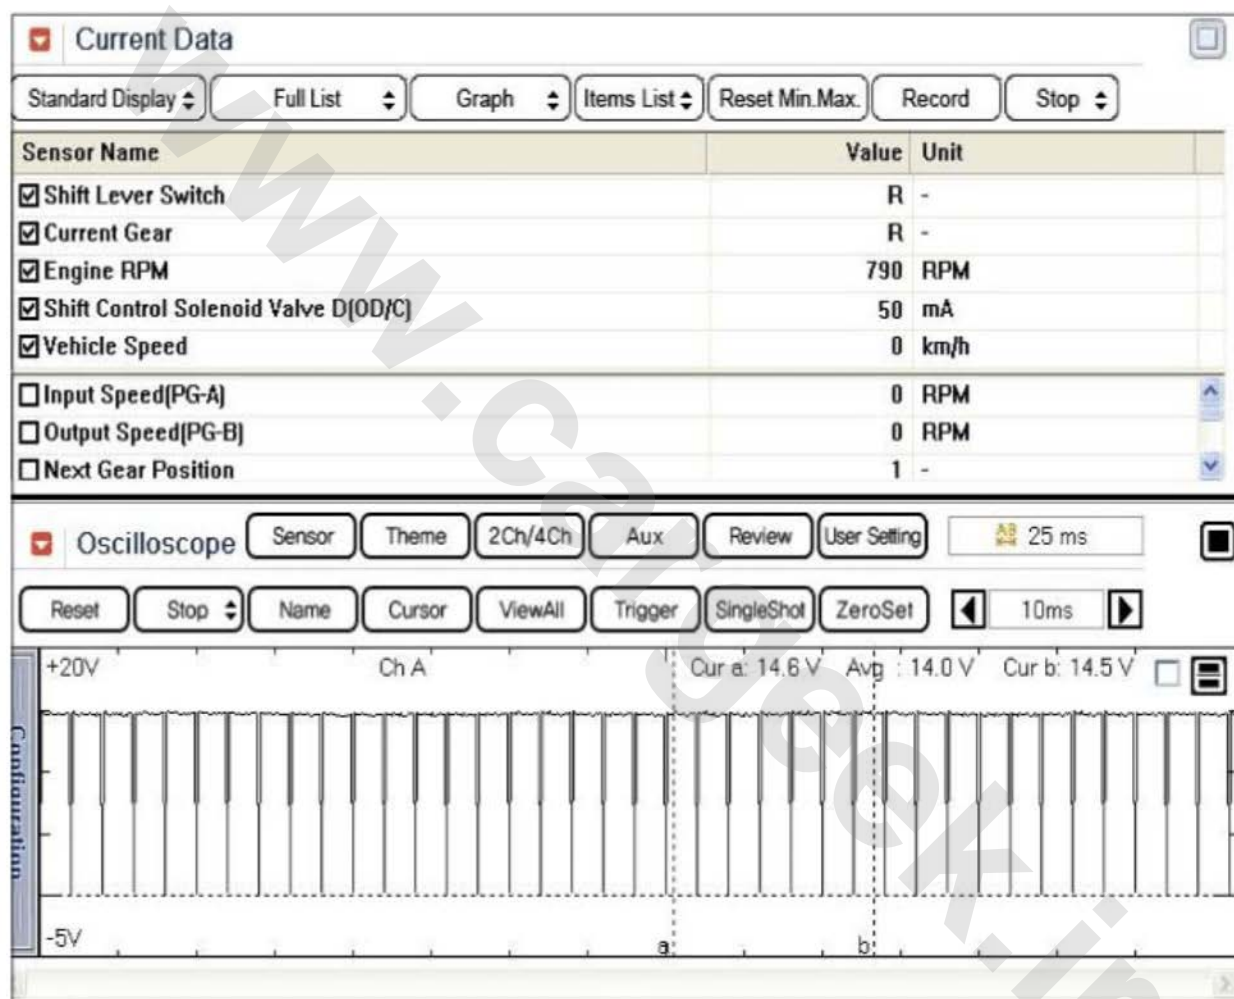 Current Data
Standard Display Full List Graph Items List Reset Min.Max. Record Stop
Sensor Name Value Unit
Shift Lever Switch R -
Current Gear R -
Engine RPM 790 RPM
Shift Control Solenoid Valve D(OD/C) 50 mA
Vehicle Speed 0 km/h
Input Speed(PG-A) 0 RPM
Output Speed(PG-B) 0 RPM
Next Gear Position 1 -
Oscilloscope Sensor Theme 2Ch/4Ch Aux Review User Setting AB 25 ms
Reset Stop Name Cursor ViewAll Trigger SingleShot ZeroSet 10ms
+20V Ch A Cur a: 14.6 V Avg : 14.0 V Cur b: 14.5 V
Configuration
-5V a b
www.cargeek.ir